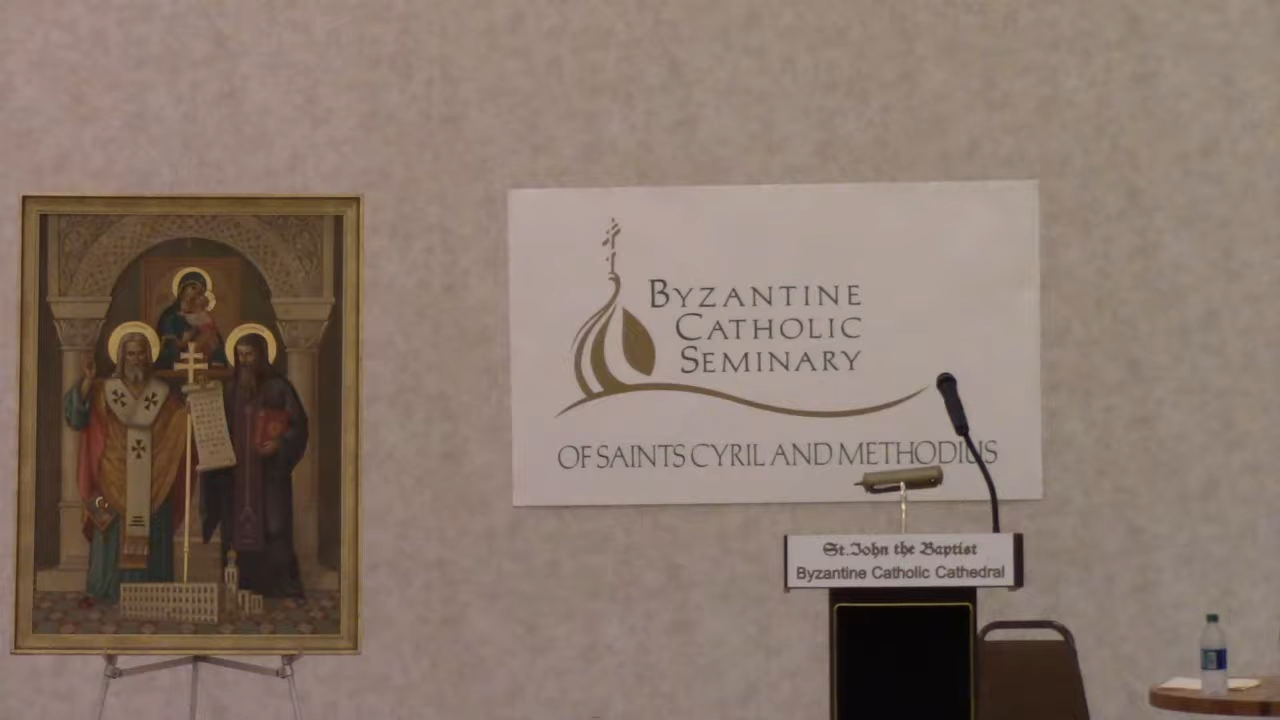 BYZANTINE
CATHOLIC
SEMINARY
OF SAINTS CYRIL AND METHODIUS
St. John the Baptist
Byzantine Catholic Cathedral